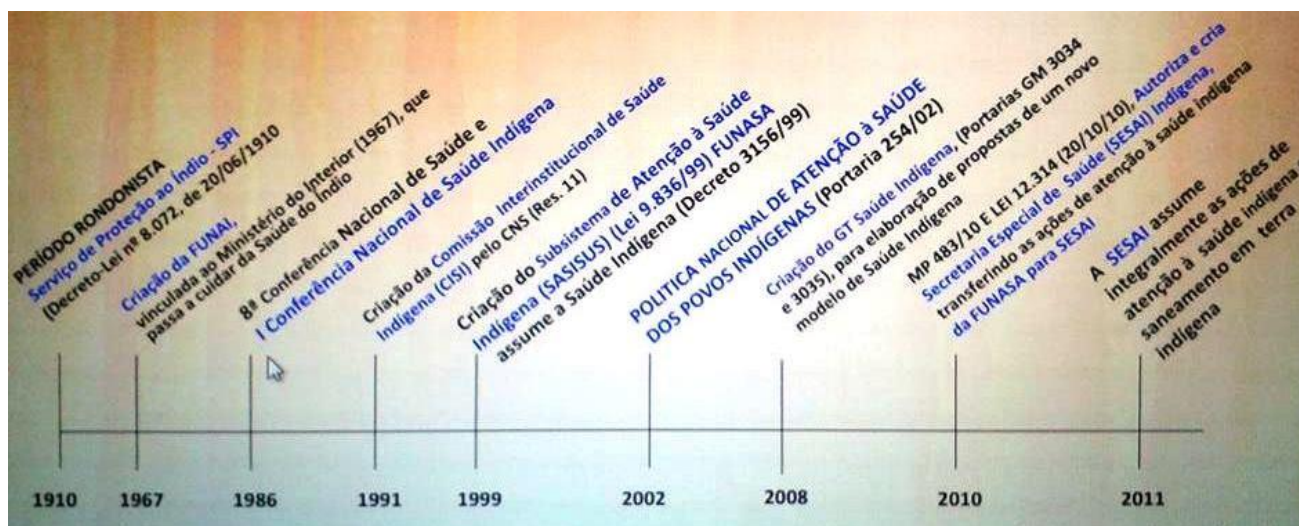 PERÍODO RONDONISTA
Serviço de Proteção ao Índio - SPI
(Decreto-Lei nº 8.072, de 20/06/1910
Criação da FUNAI,
vinculada ao Ministério do Interior (1967), que
passa a cuidar da Saúde do Índio
8ª Conferência Nacional de Saúde e
I Conferência Nacional de Saúde Indígena
Criação da Comissão Interinstitucional de Saúde
Indígena (CISI) pelo CNS (Res. 11)
Criação do Subsistema de Atenção à Saúde
Indígena (SASISUS) (Lei 9.836/99) FUNASA
assume a Saúde Indígena (Decreto 3156/99)
POLITICA NACIONAL DE ATENÇÃO À SAÚDE
DOS POVOS INDÍGENAS (Portaria 254/02)
Criação do GT Saúde Indígena, (Portarias GM 3034
e 3035), para elaboração de propostas de um novo
modelo de Saúde Indígena
MP 483/10 E LEI 12.314 (20/10/10), Autoriza e cria
Secretaria Especial de Saúde (SESAI) Indígena,
transferindo as ações de atenção à saúde indígena
da FUNASA para SESAI
A SESAI assume
integralmente as ações de
atenção à saúde indígena
saneamento em terra
indígena
1910 1967 1986 1991 1999 2002 2008 2010 2011